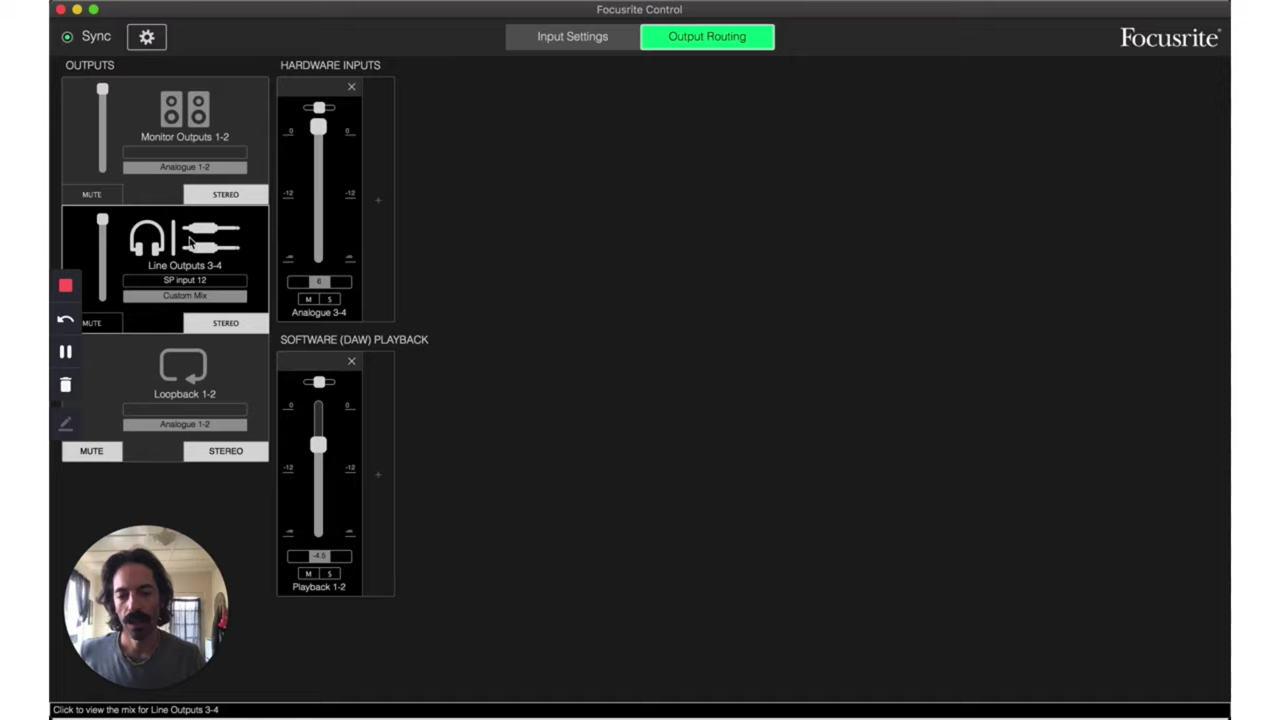 Focusrite Control
Sync
Input Settings
Output Routing
Focusrite®
OUTPUTS
Monitor Outputs 1-2
Analogue 1-2
MUTE
STEREO
Line Outputs 3-4
SP input 12
Custom Mix
MUTE
STEREO
Loopback 1-2
Analogue 1-2
MUTE
STEREO
HARDWARE INPUTS
0
0
-12
-12
-∞
-∞
6
M S
Analogue 3-4
SOFTWARE (DAW) PLAYBACK
0
0
-12
-12
-∞
-∞
-4.5
M S
Playback 1-2
Click to view the mix for Line Outputs 3-4